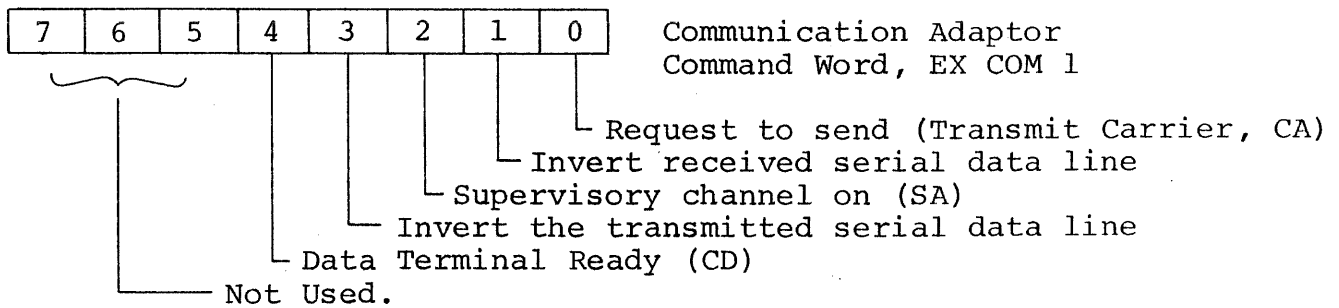 7 6 5 4 3 2 1 0 Communication Adaptor
Command Word, EX COM 1
Request to send (Transmit Carrier, CA)
Invert received serial data line
Supervisory channel on (SA)
Invert the transmitted serial data line
Data Terminal Ready (CD)
Not Used.